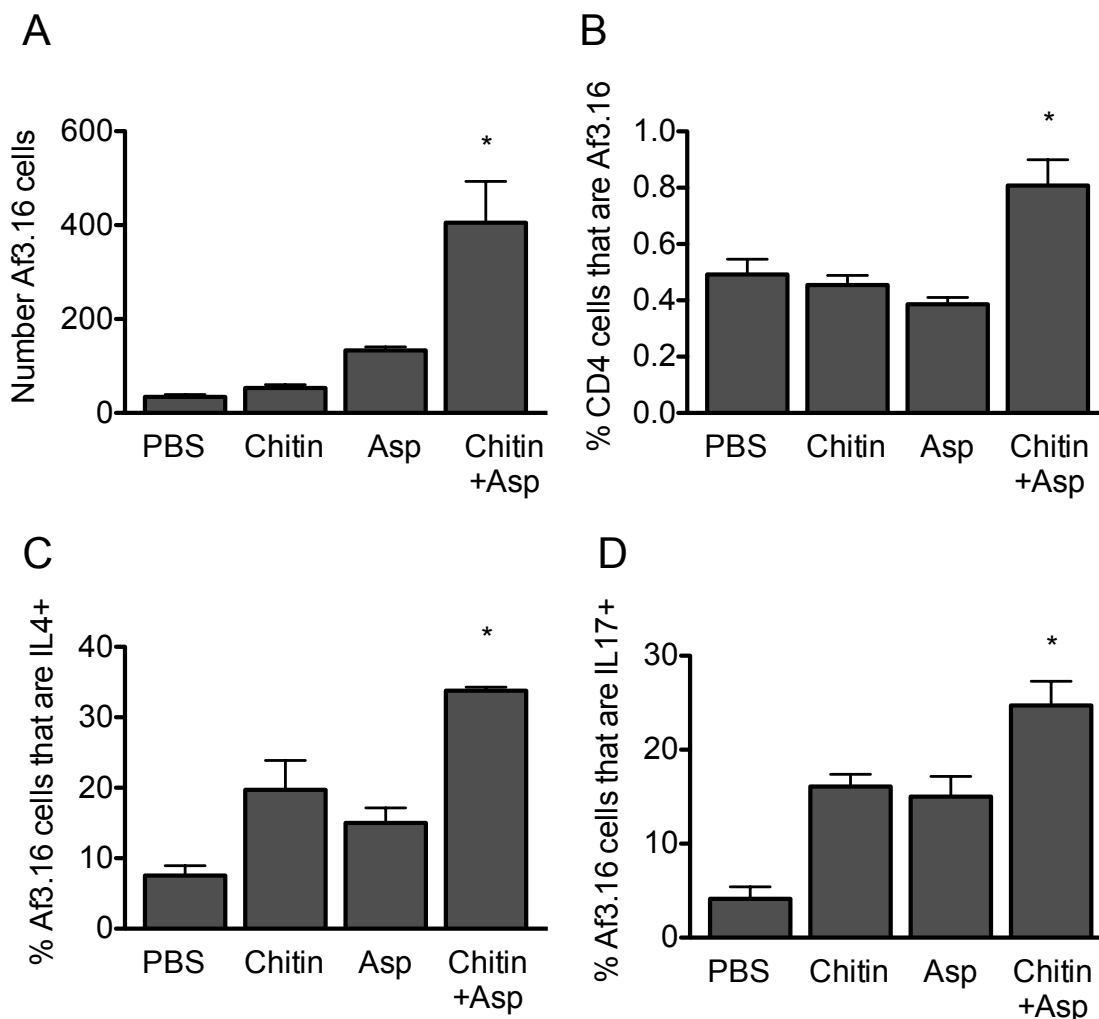 A
Number Af3.16 cells
600
400
200
0
*
PBS
Chitin
Asp
Chitin
+Asp
B
% CD4 cells that are Af3.16
1.0
0.8
0.6
0.4
0.2
0.0
*
PBS
Chitin
Asp
Chitin
+Asp
C
% Af3.16 cells that are IL4+
40
30
20
10
0
*
PBS
Chitin
Asp
Chitin
+Asp
D
% Af3.16 cells that are IL17+
30
20
10
0
*
PBS
Chitin
Asp
Chitin
+Asp